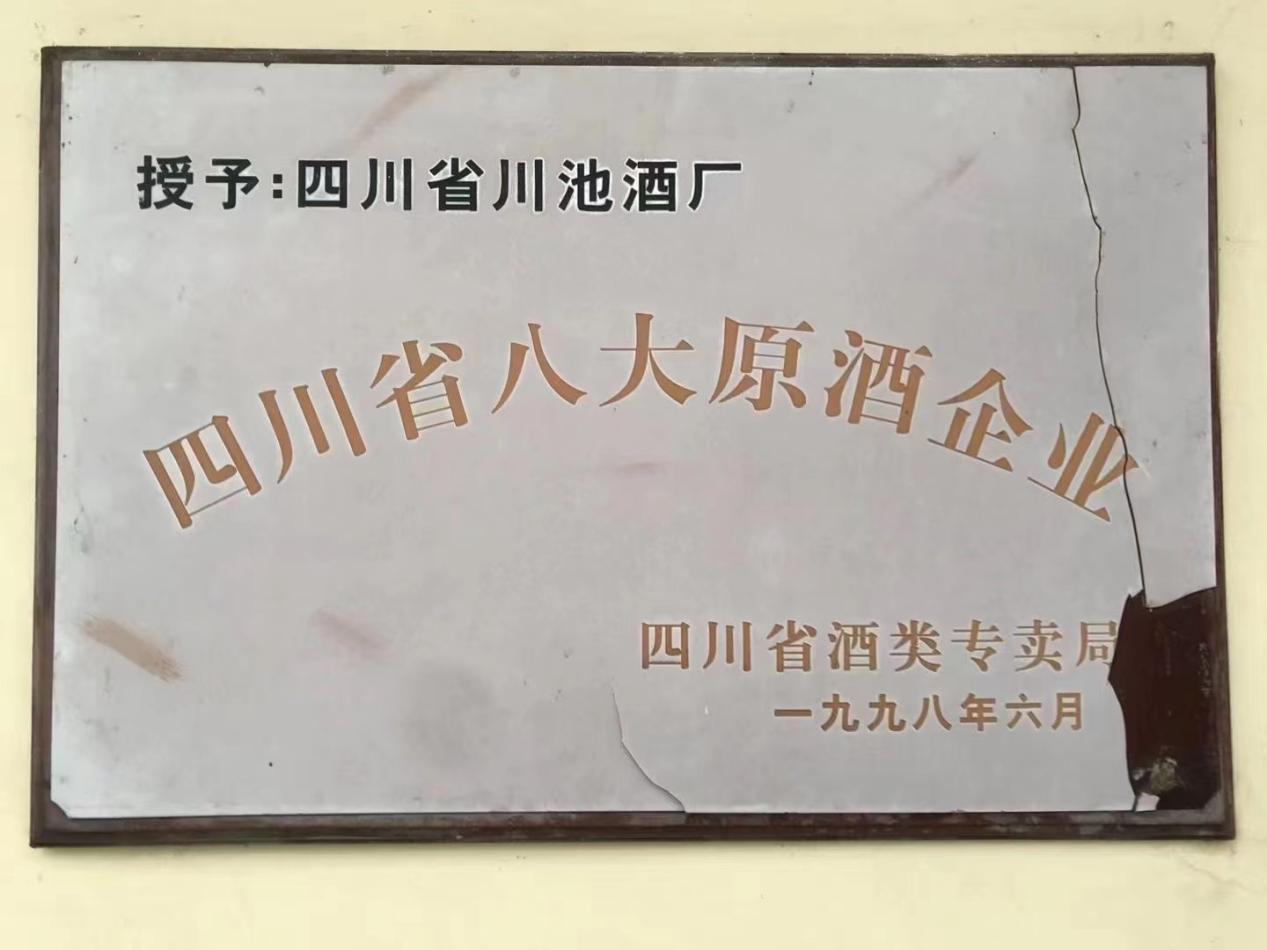 授予:四川省川池酒厂
四川省八大原酒企业
四川省酒类专卖局
一九九八年六月